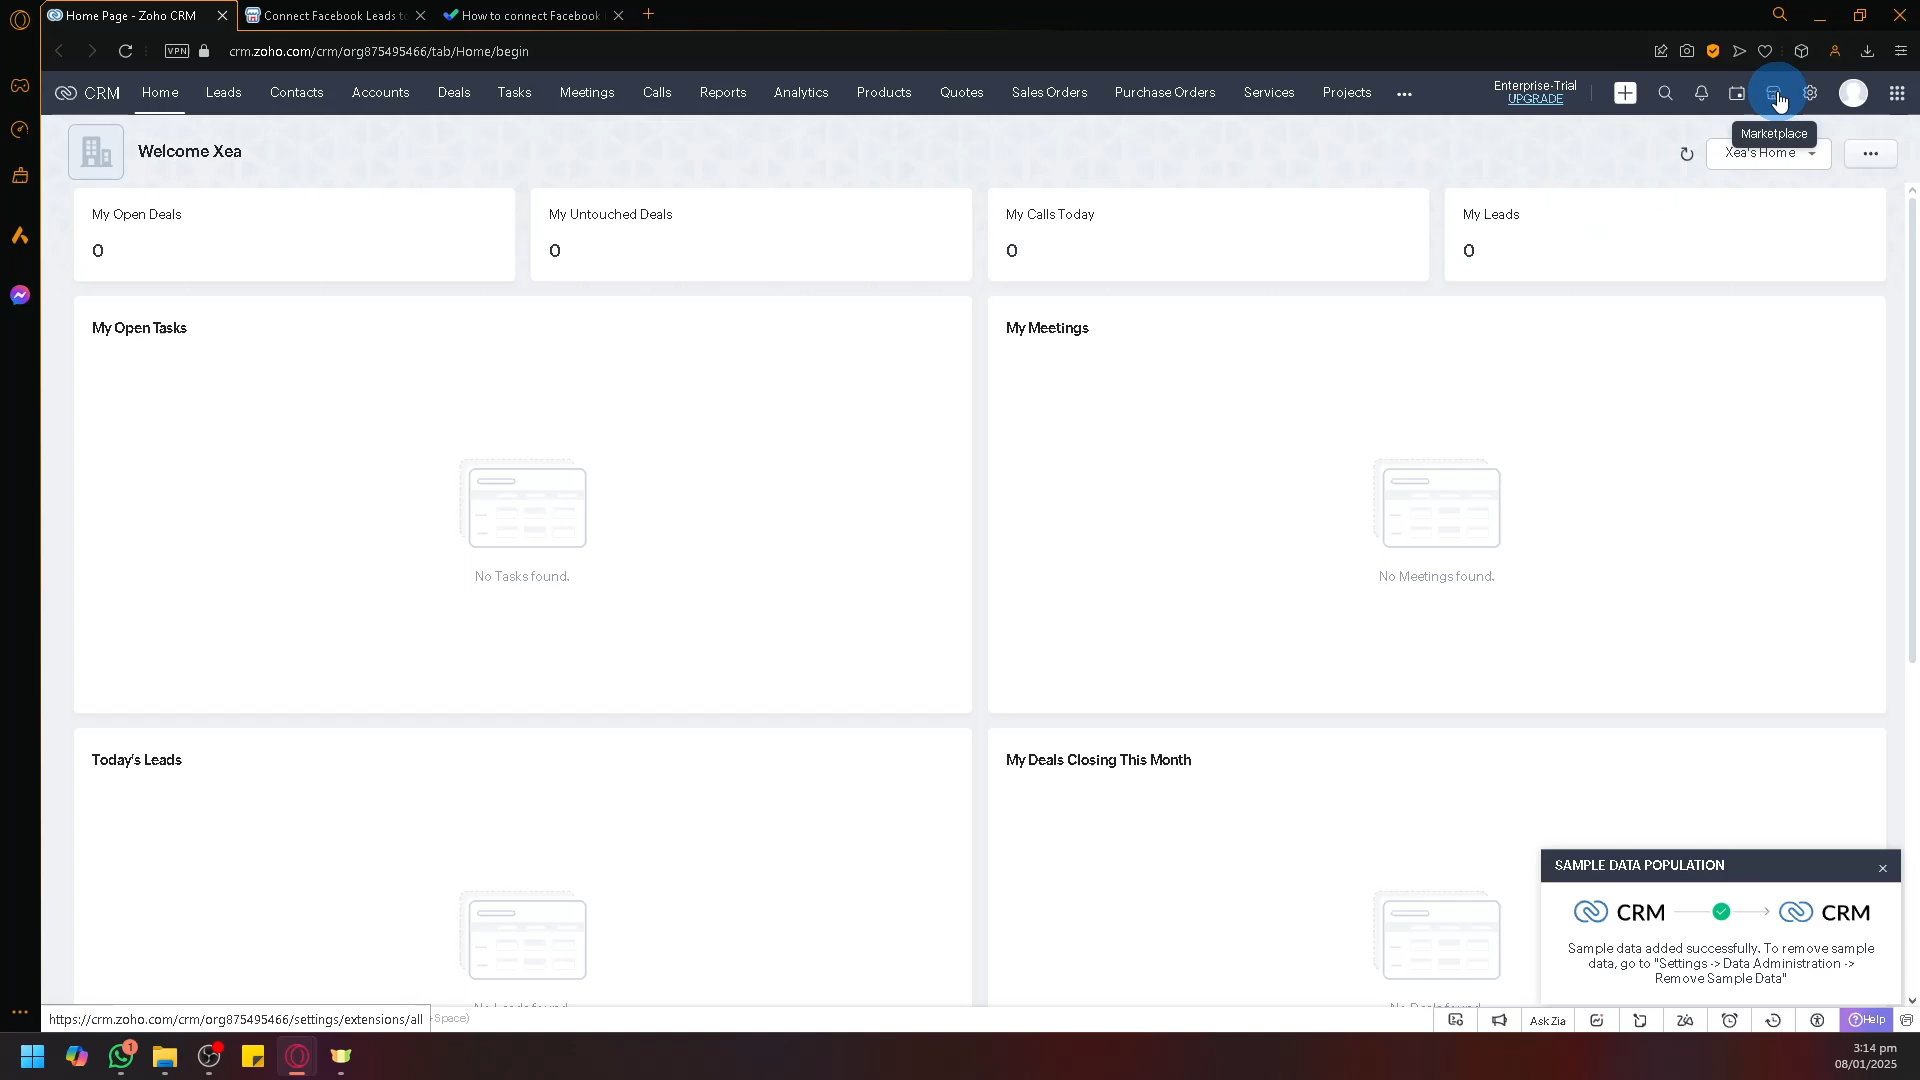 Home Page - Zoho CRM
Connect Facebook Leads to
How to connect Facebook
VPN
crm.zoho.com/crm/org875495466/tab/Home/begin
CRM
Home
Leads
Contacts
Accounts
Deals
Tasks
Meetings
Calls
Reports
Analytics
Products
Quotes
Sales Orders
Purchase Orders
Services
Projects
Enterprise-Trial
UPGRADE
Marketplace
Welcome Xea
Xea's Home
My Open Deals
0
My Untouched Deals
0
My Calls Today
0
My Leads
0
My Open Tasks
No Tasks found.
My Meetings
No Meetings found.
Today's Leads
My Deals Closing This Month
SAMPLE DATA POPULATION
CRM
CRM
Sample data added successfully. To remove sample
data, go to "Settings -> Data Administration ->
Remove Sample Data"
https://crm.zoho.com/crm/org875495466/settings/extensions/all
Space)
Ask Zia
Help
1
3:14 pm
08/01/2025